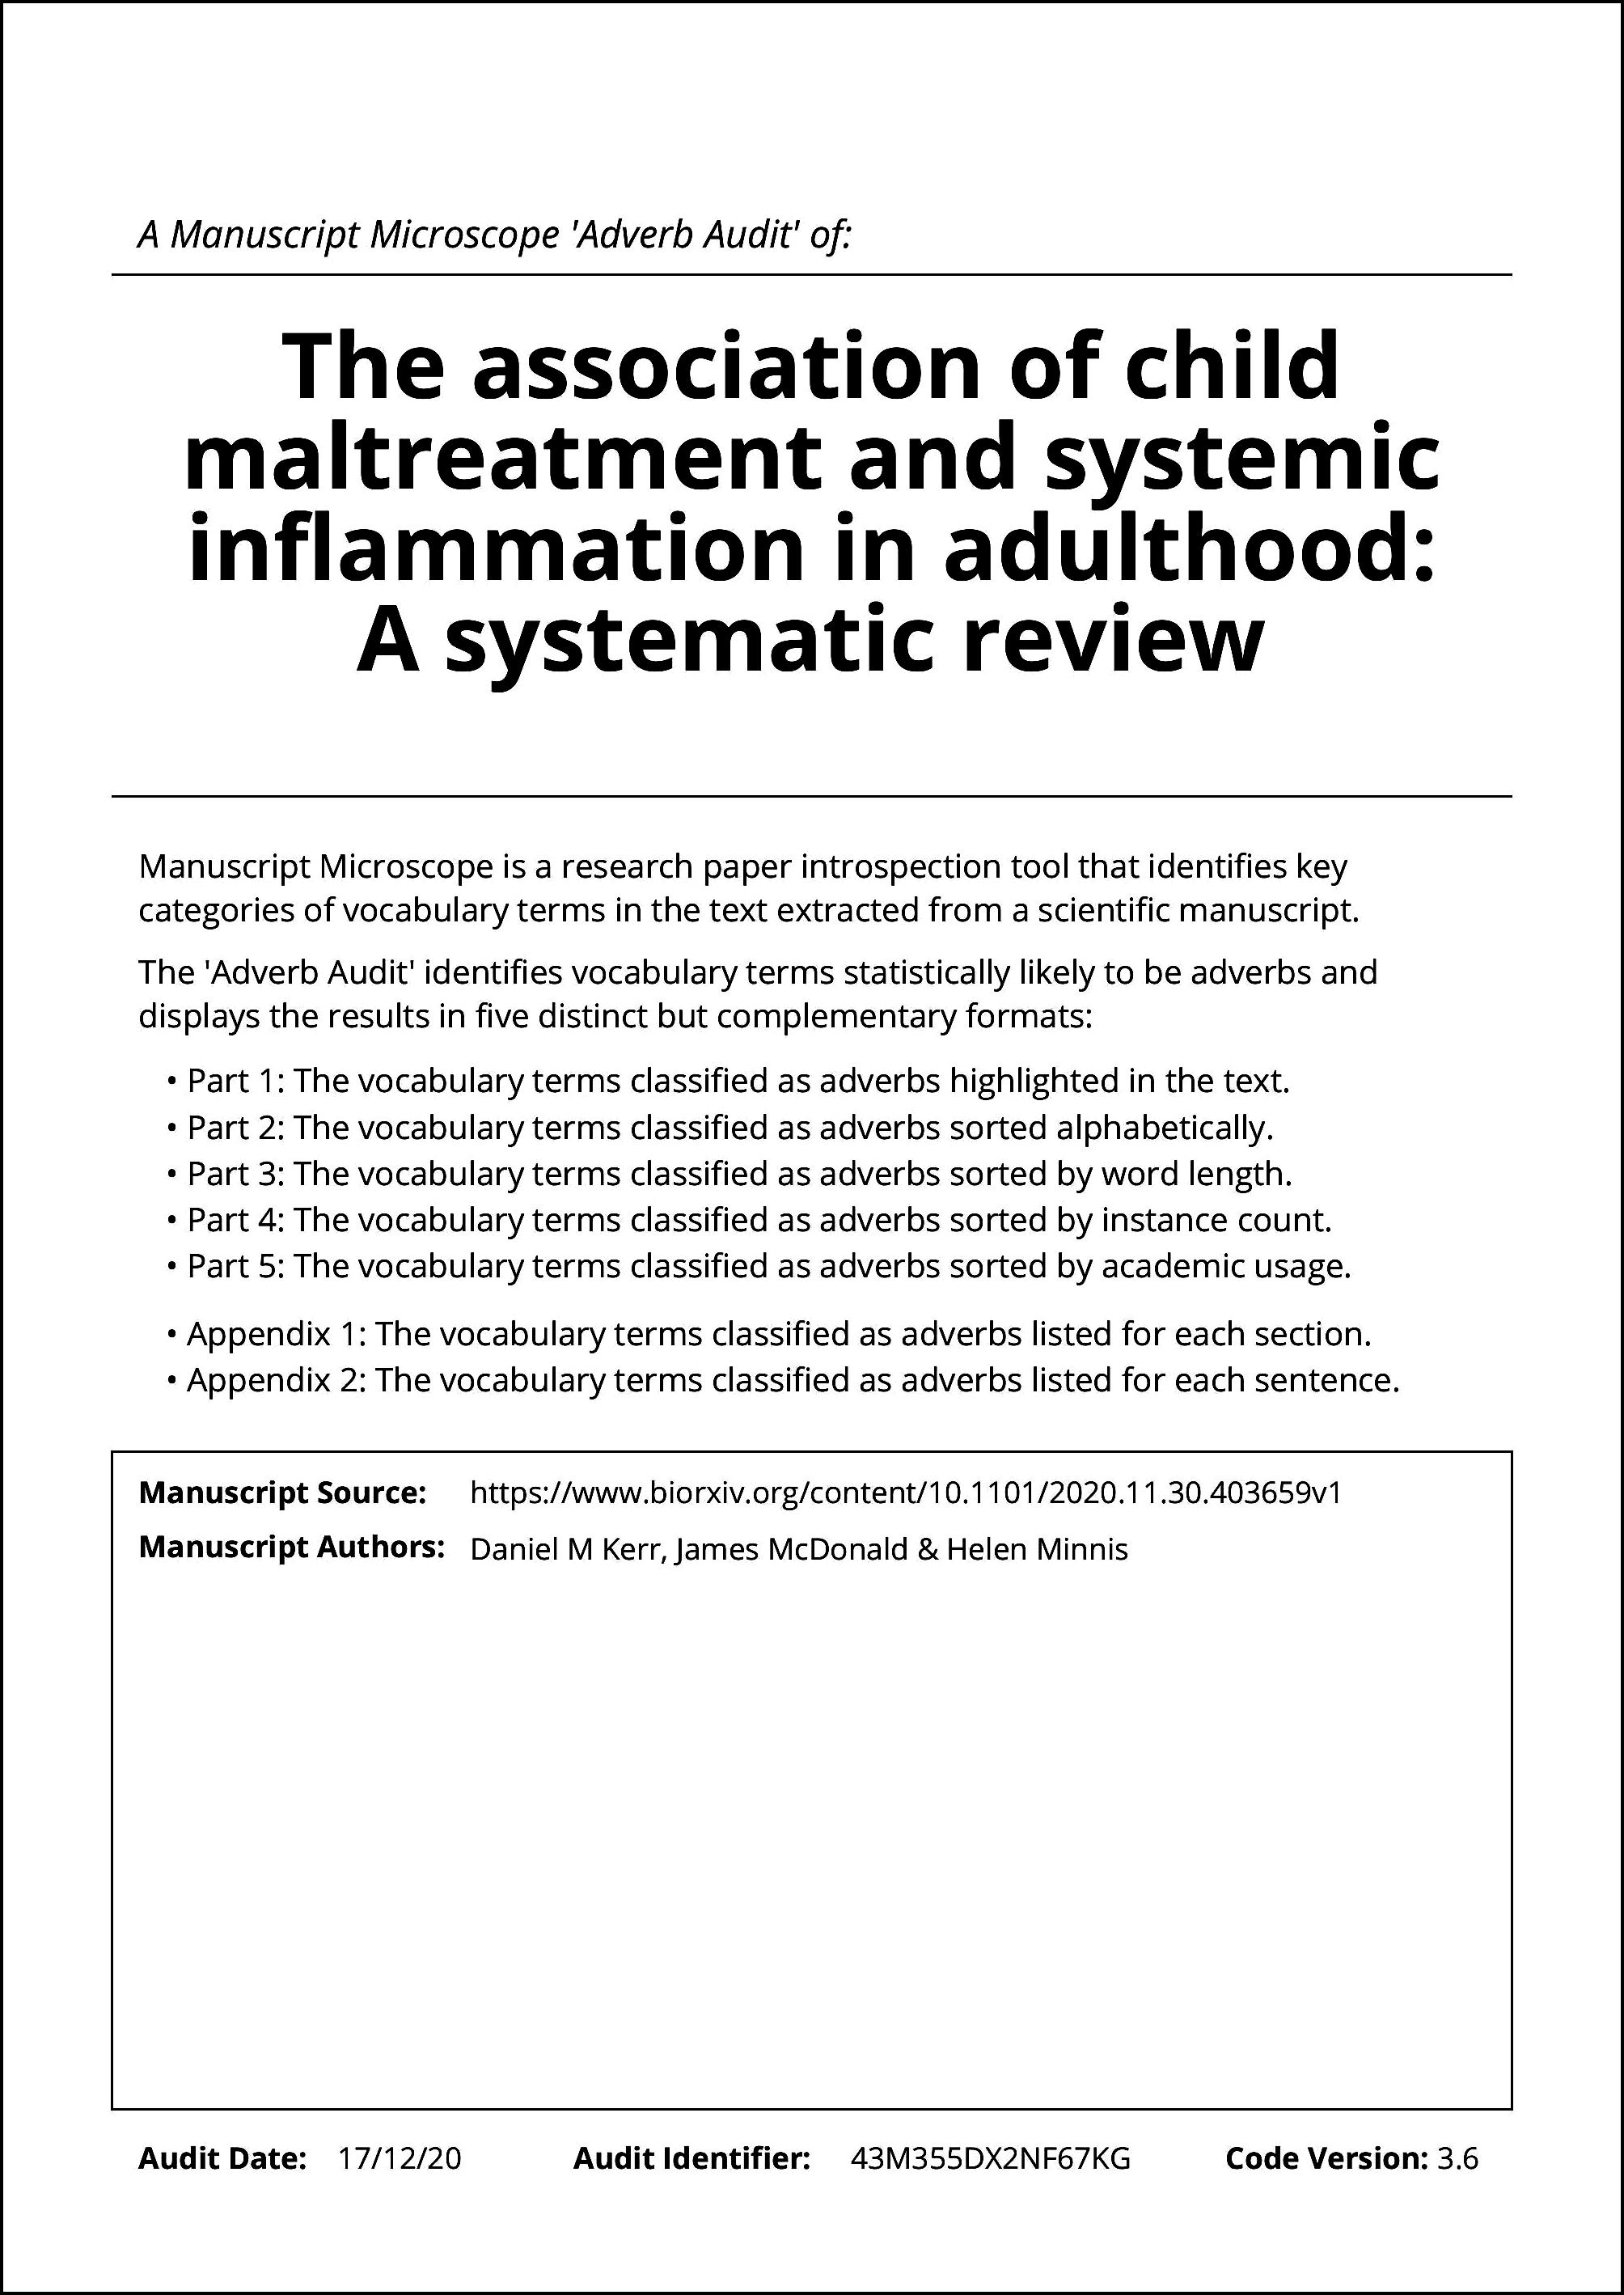 A Manuscript Microscope 'Adverb Audit' of:
The association of child
maltreatment and systemic
inflammation in adulthood:
A systematic review
Manuscript Microscope is a research paper introspection tool that identifies key
categories of vocabulary terms in the text extracted from a scientific manuscript.
The 'Adverb Audit' identifies vocabulary terms statistically likely to be adverbs and
displays the results in five distinct but complementary formats:
• Part 1: The vocabulary terms classified as adverbs highlighted in the text.
• Part 2: The vocabulary terms classified as adverbs sorted alphabetically.
• Part 3: The vocabulary terms classified as adverbs sorted by word length.
• Part 4: The vocabulary terms classified as adverbs sorted by instance count.
• Part 5: The vocabulary terms classified as adverbs sorted by academic usage.
• Appendix 1: The vocabulary terms classified as adverbs listed for each section.
• Appendix 2: The vocabulary terms classified as adverbs listed for each sentence.
Manuscript Source: https://www.biorxiv.org/content/10.1101/2020.11.30.403659v1
Manuscript Authors: Daniel M Kerr, James McDonald & Helen Minnis
Audit Date: 17/12/20 Audit Identifier: 43M355DX2NF67KG Code Version: 3.6